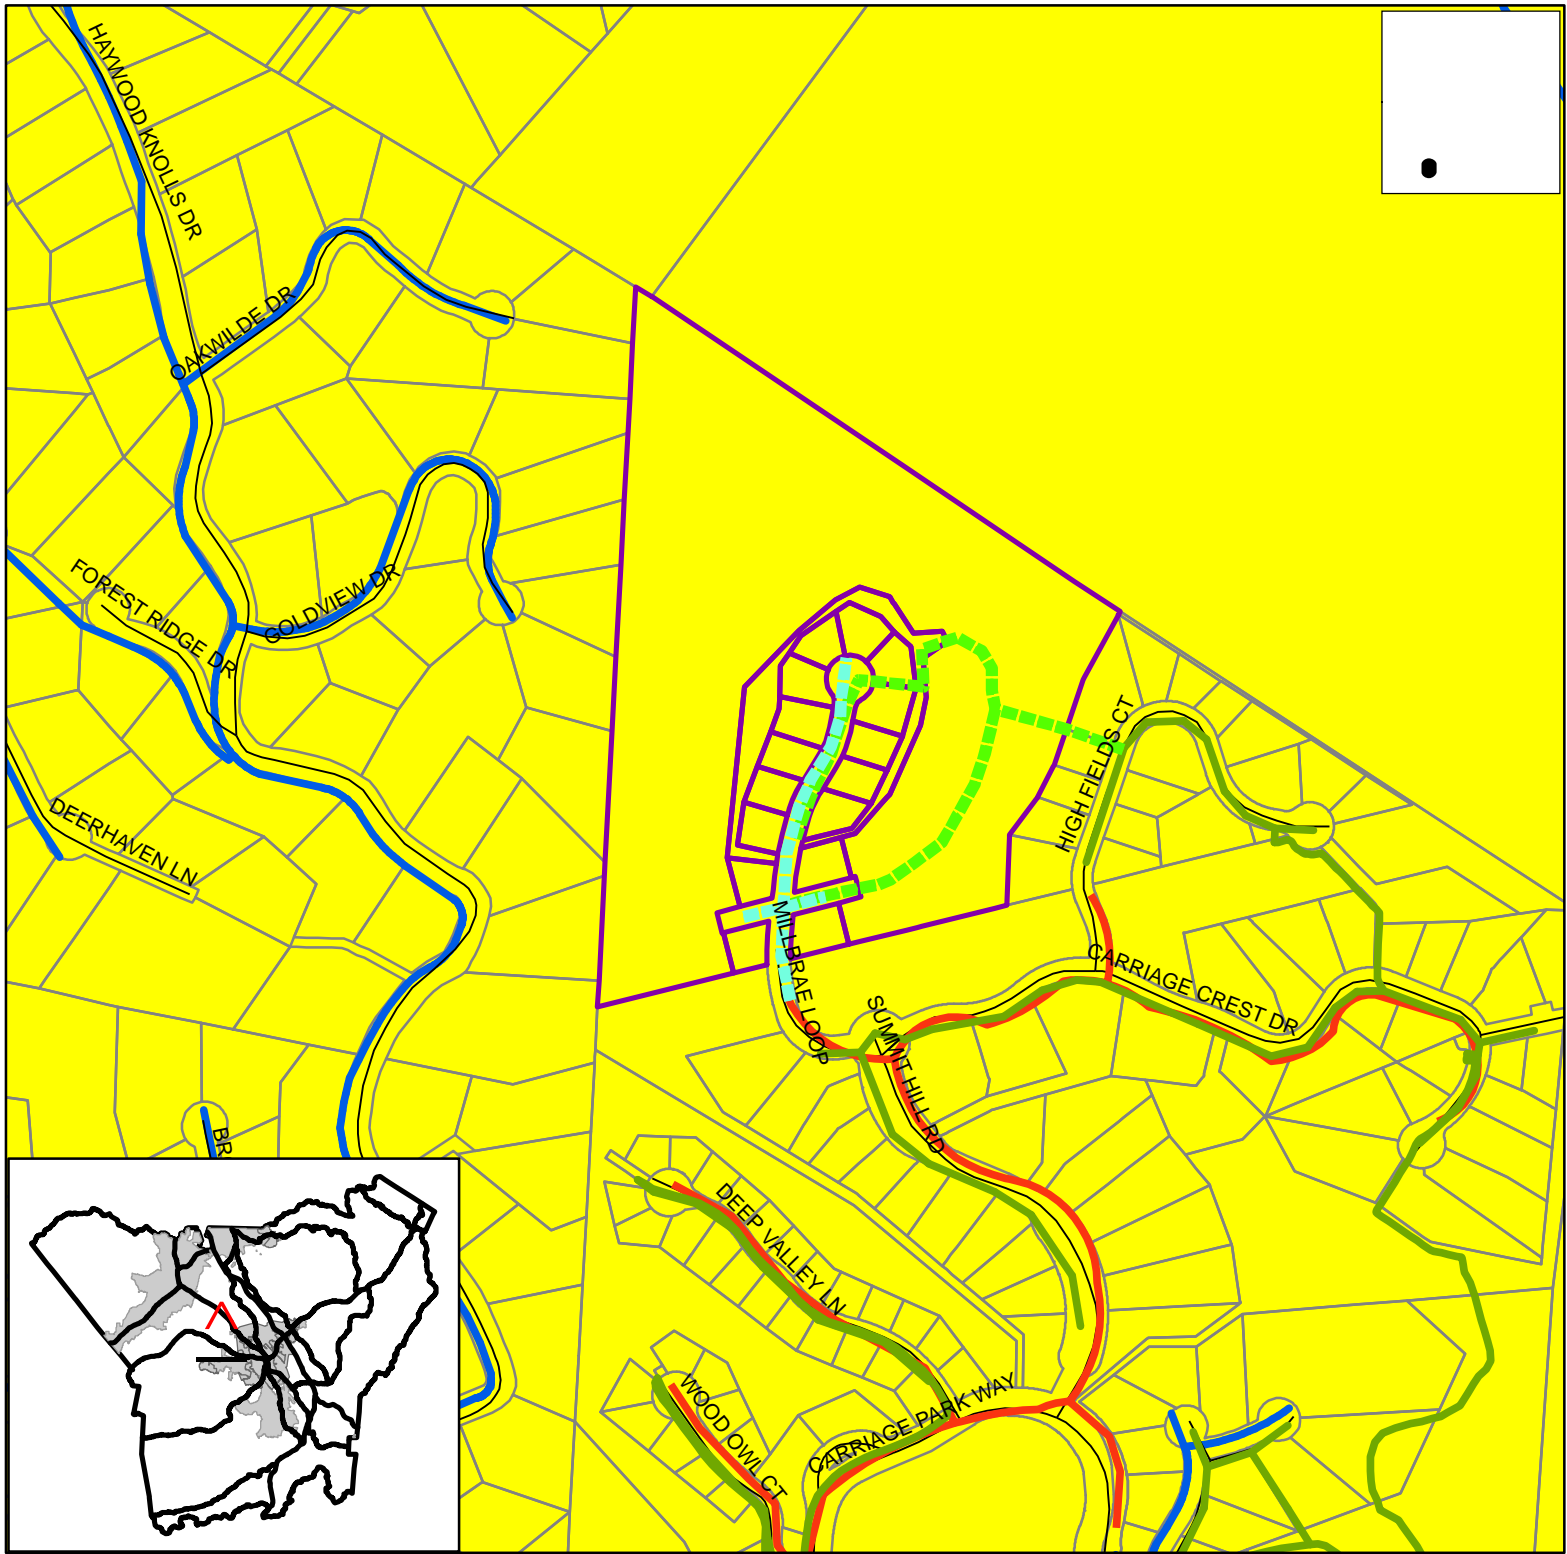 HAYWOOD KNOLLS DR
OAKWILDE DR
FOREST RIDGE DR
GOLDVIEW DR
DEERHAVEN LN
HIGH FIELDS CT
MILLBRAE LOOP
CARRIAGE CREST DR
SUMMIT HILL RD
BR
DEEP VALLEY LN
WOOD OWL CT
CARRIAGE PARK WAY